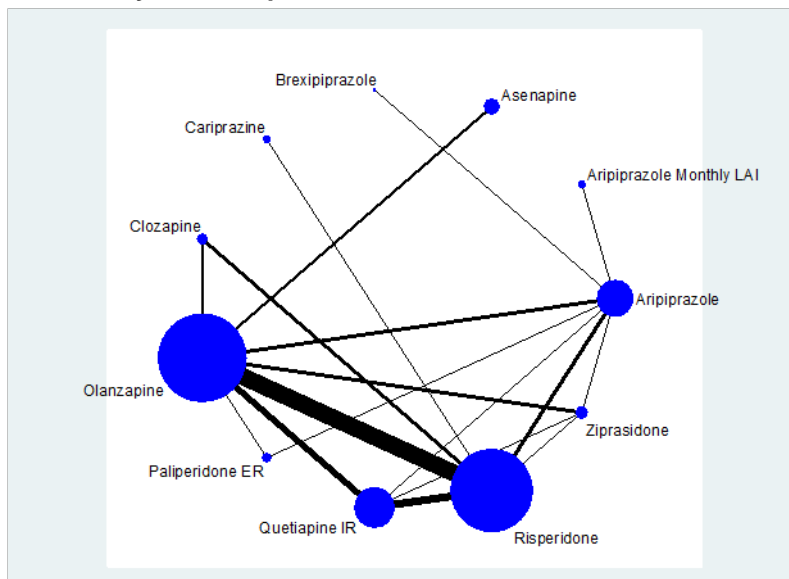 Brexipiprazole
Asenapine
Cariprazine
Aripiprazole Monthly LAI
Clozapine
Aripiprazole
Olanzapine
Ziprasidone
Paliperidone ER
Quetiapine IR
Risperidone